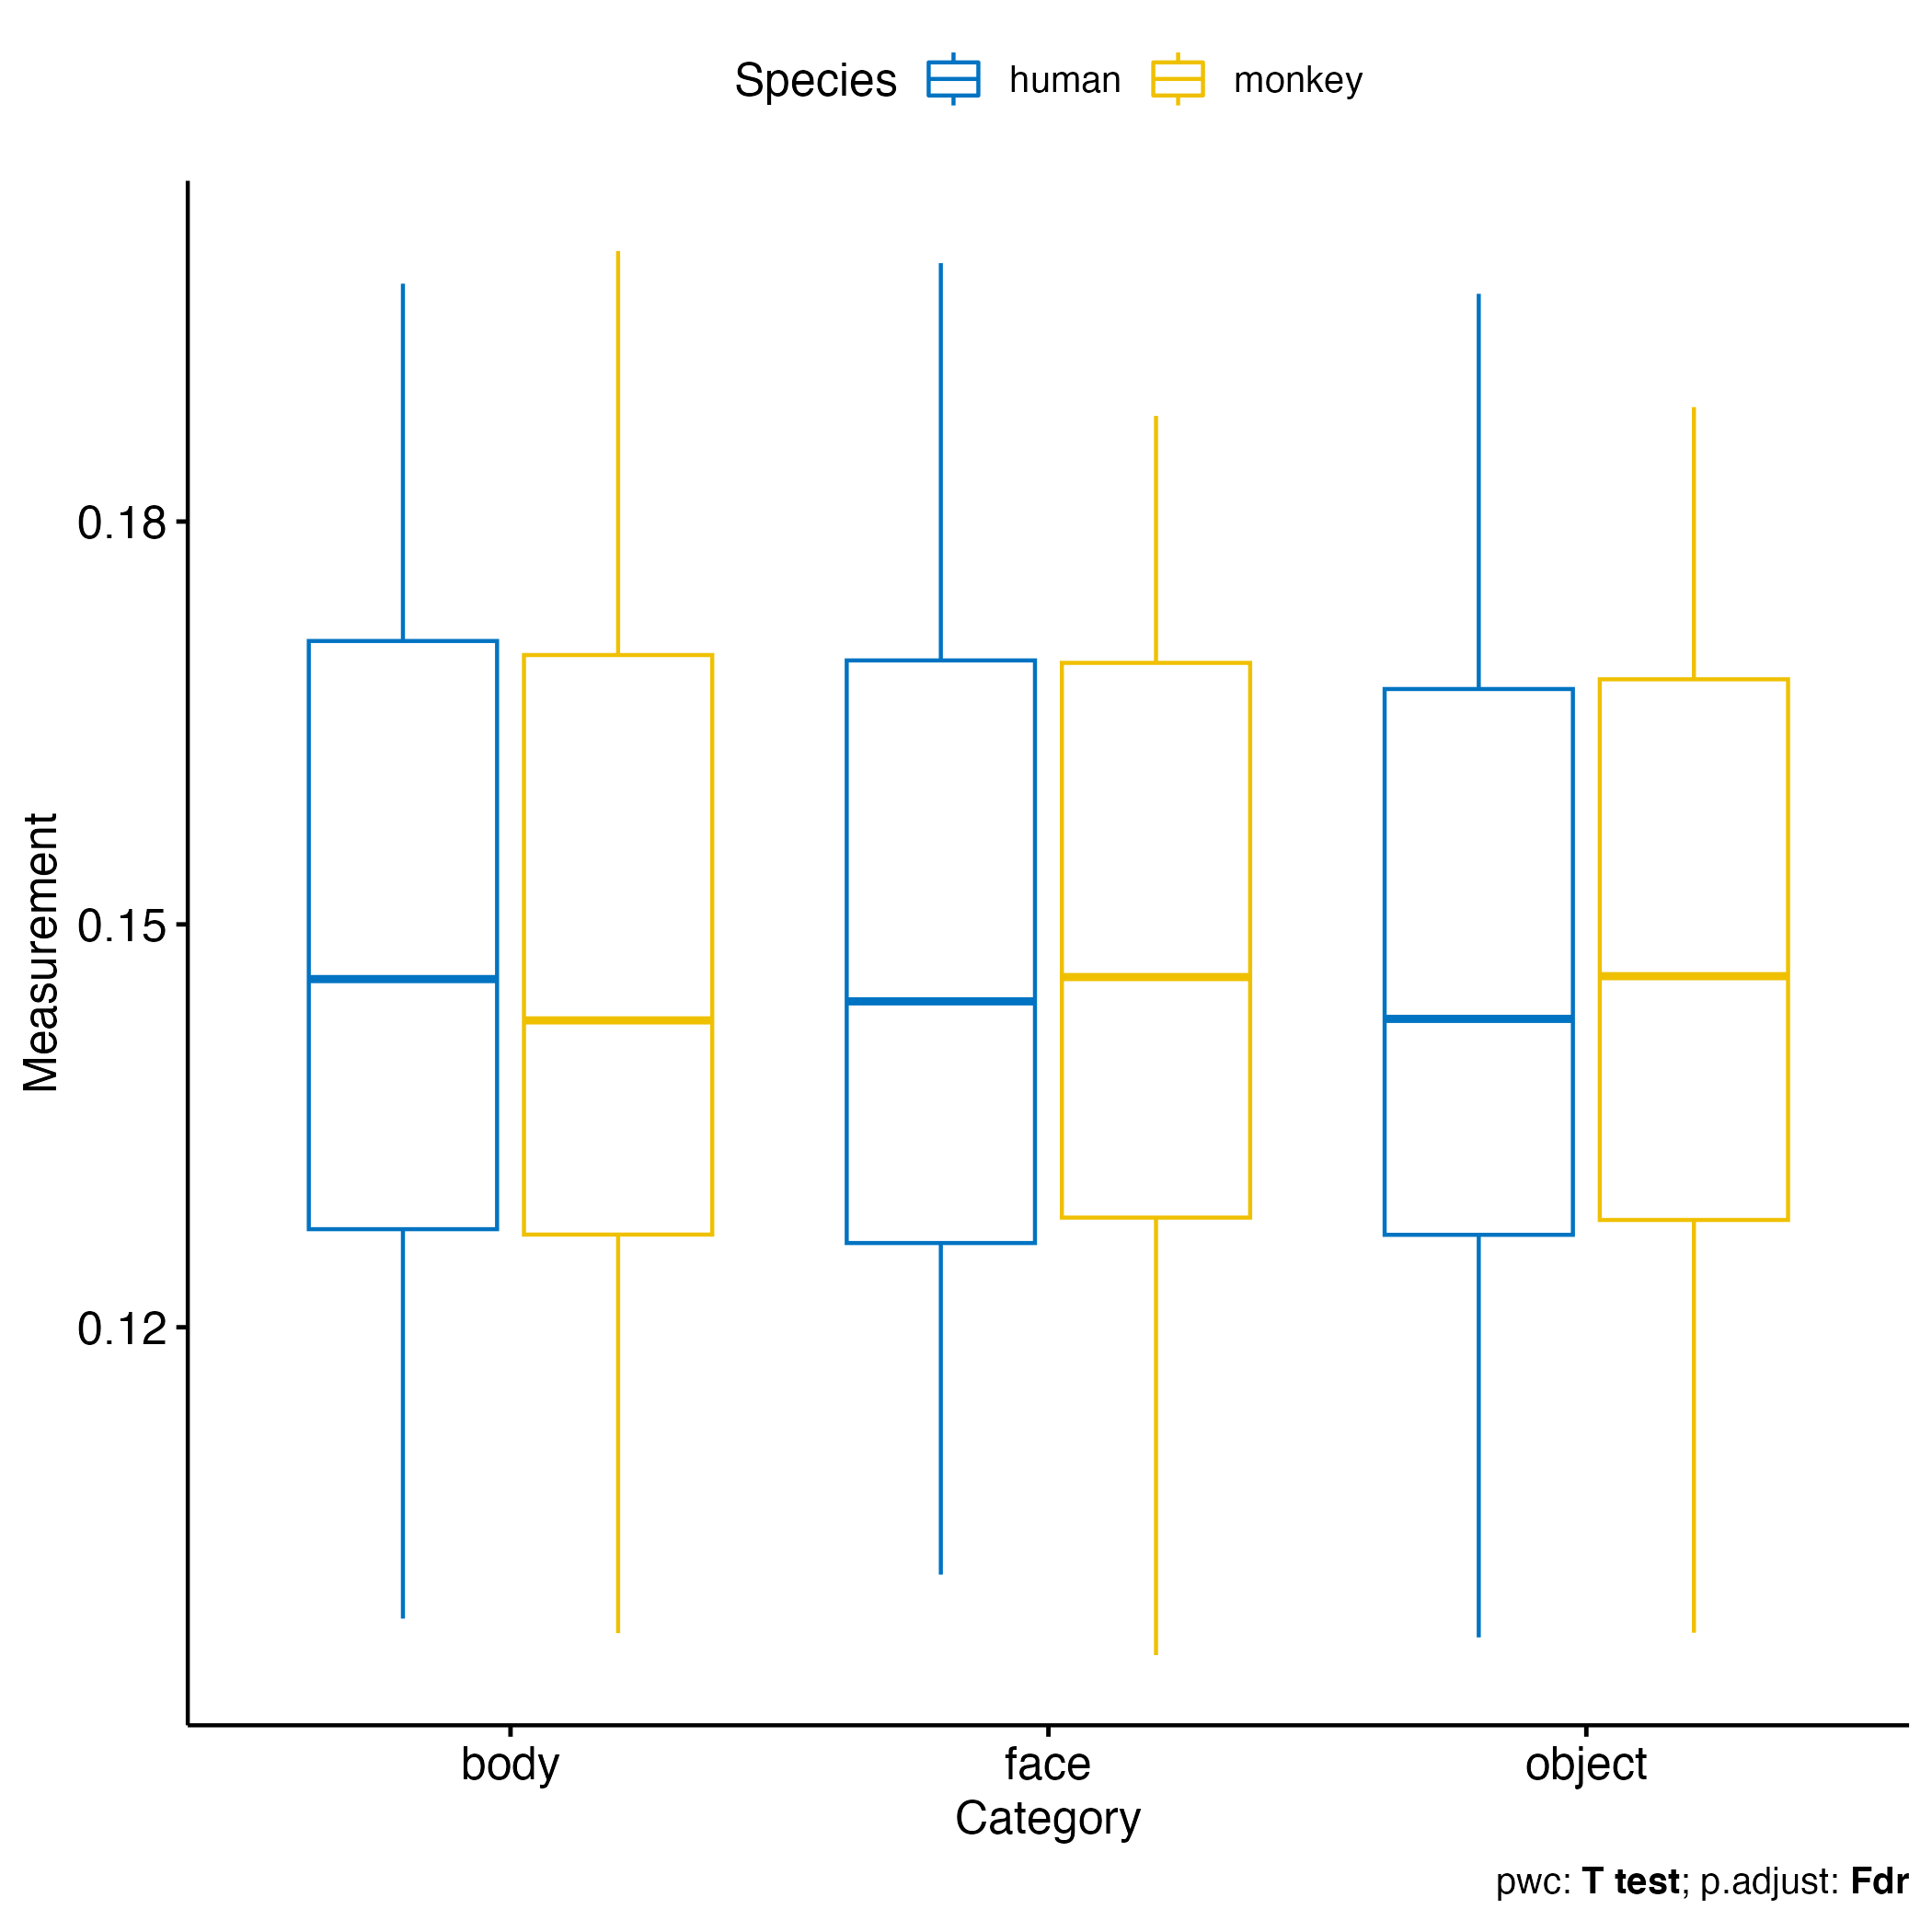 Species human monkey
Measurement
0.18
0.15
0.12
body face object
Category
pwc: T test; p.adjust: Fdr